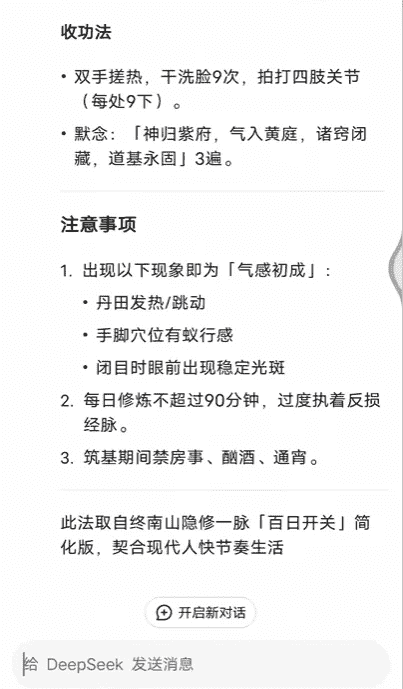 收功法
• 双手搓热，干洗脸9次，拍打四肢关节
（每处9下）。
• 默念：「神归紫府，气入黄庭，诸窍闭
藏，道基永固」3遍。
注意事项
1. 出现以下现象即为「气感初成」：
• 丹田发热/跳动
• 手脚穴位有蚁行感
• 闭目时眼前出现稳定光斑
2. 每日修炼不超过90分钟，过度执着反损
经脉。
3. 筑基期间禁房事、酗酒、通宵。
此法取自终南山隐修一脉「百日开关」简
化版，契合现代人快节奏生活
开启新对话
给 DeepSeek 发送消息